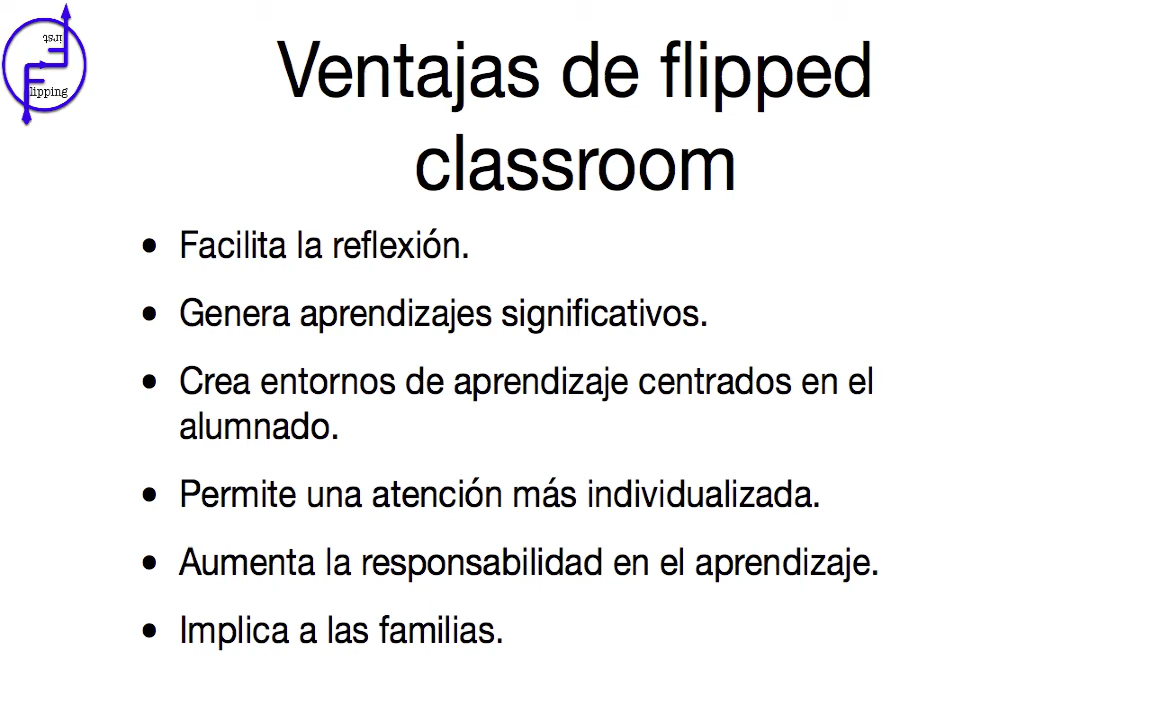 first
flipping
Ventajas de flipped
classroom
• Facilita la reflexión.
• Genera aprendizajes significativos.
• Crea entornos de aprendizaje centrados en el
alumnado.
• Permite una atención más individualizada.
• Aumenta la responsabilidad en el aprendizaje.
• Implica a las familias.